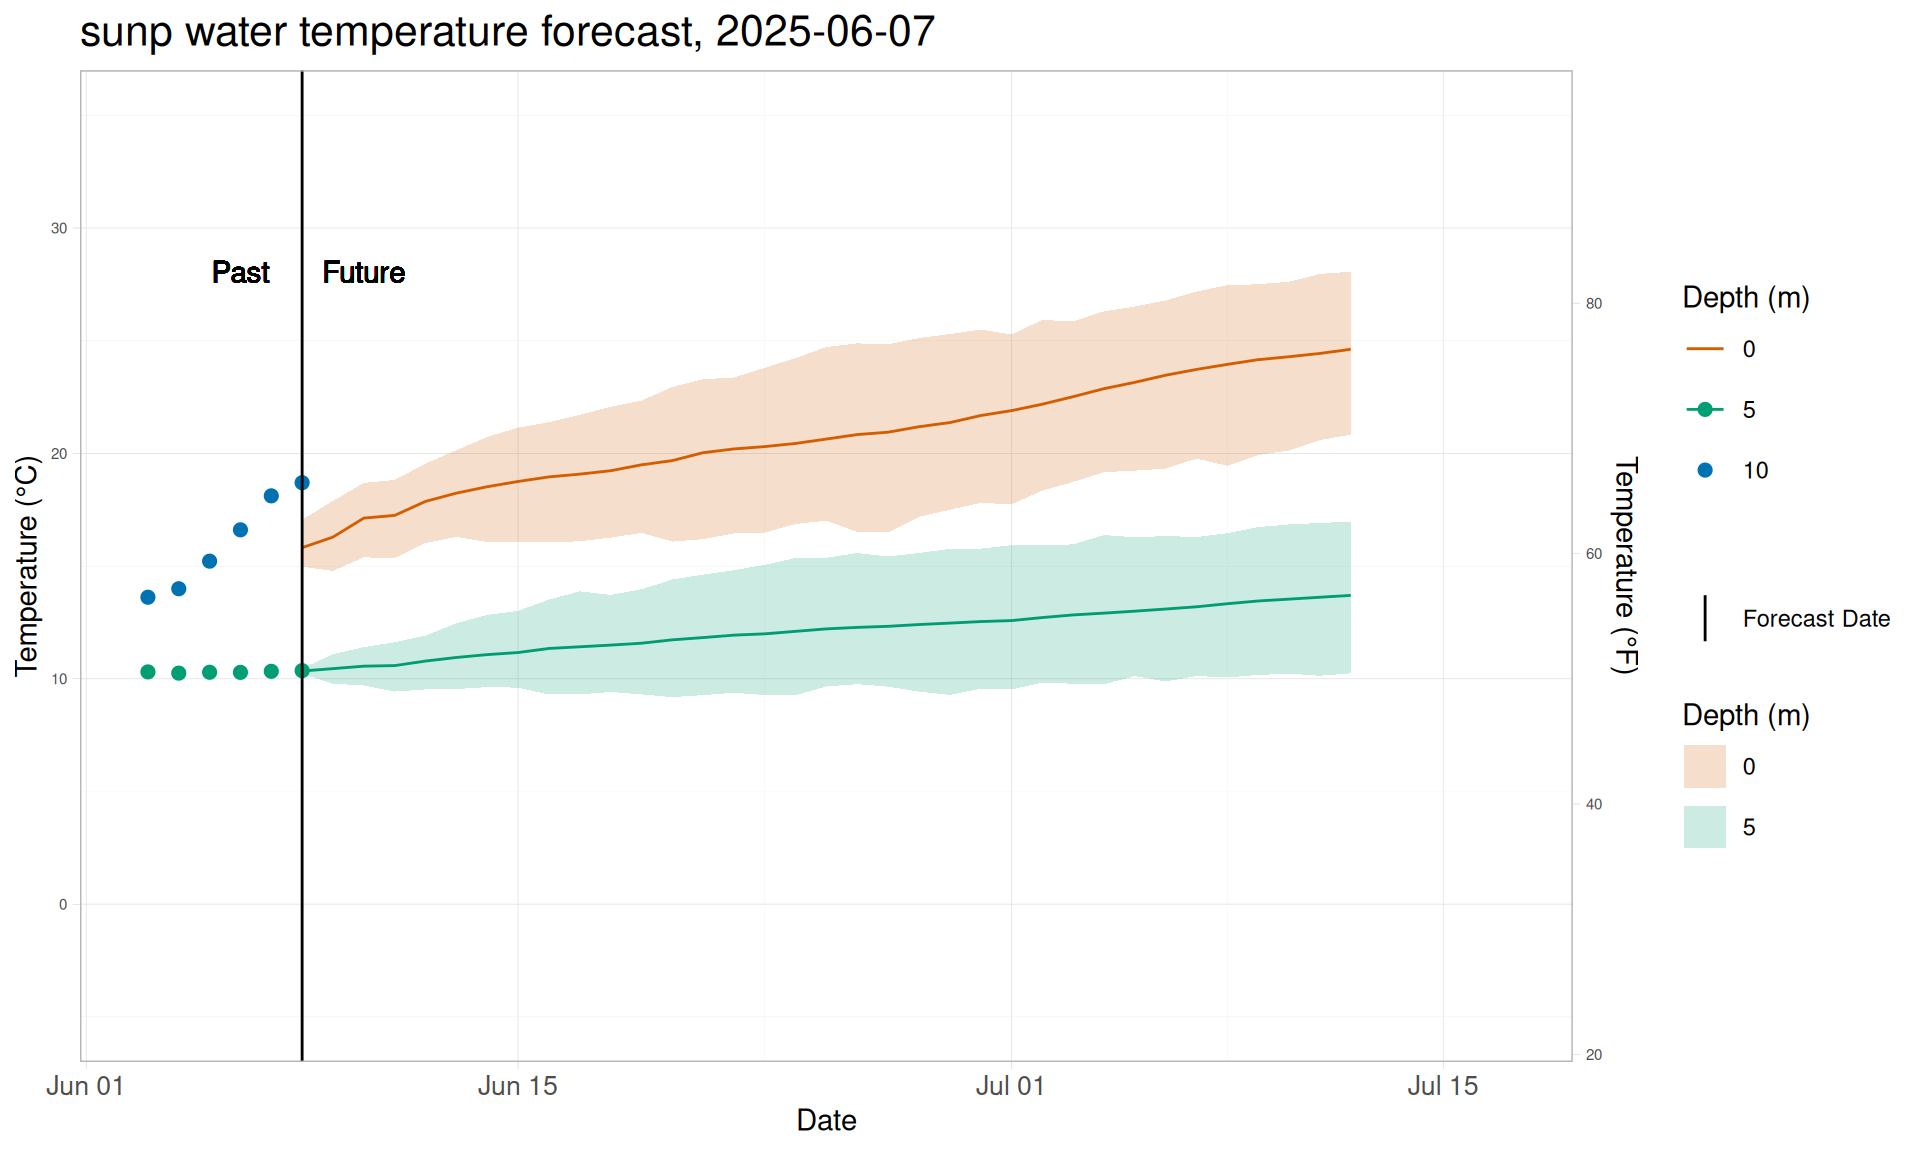 sunp water temperature forecast, 2025-06-07
Temperature (°C)
30
20
10
0
Past
Future
80
60
40
20
Temperature (°F)
Jun 01
Jun 15
Jul 01
Jul 15
Date
Depth (m)
0
5
10
Forecast Date
Depth (m)
0
5